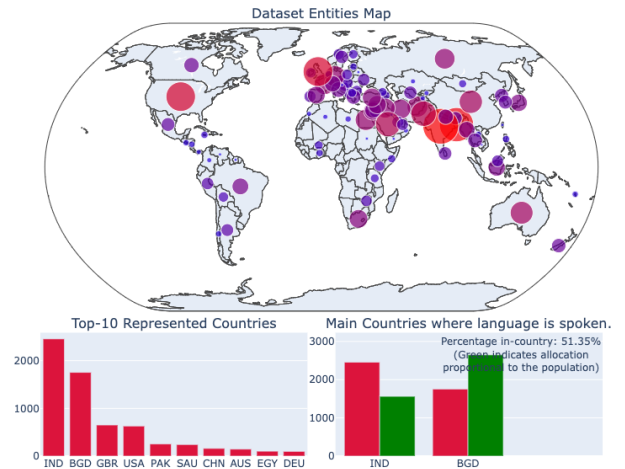 Dataset Entities Map
Top-10 Represented Countries
2000
1000
0
IND BGD GBR USA PAK SAU CHN AUS EGY DEU
Main Countries where language is spoken.
Percentage in-country: 51.35%
(Green indicates allocation
proportional to the population)
3000
2000
1000
0
IND BGD